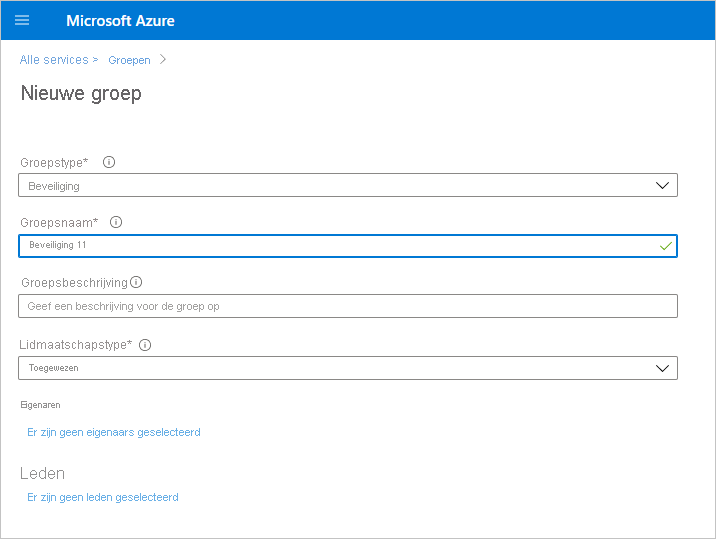 Microsoft Azure
Alle services > Groepen >
Nieuwe groep
Groepstype*
Beveiliging
Groepsnaam*
Beveiliging 11
Groepsbeschrijving
Geef een beschrijving voor de groep op
Lidmaatschapstype*
Toegewezen
Eigenaren
Er zijn geen eigenaars geselecteerd
Leden
Er zijn geen leden geselecteerd